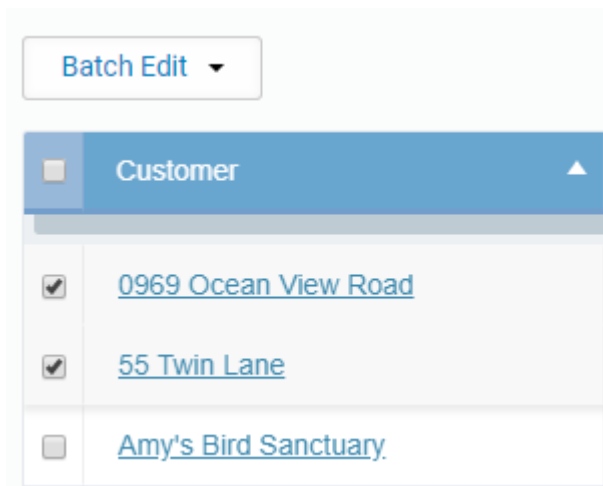 Batch Edit
Customer
0969 Ocean View Road
55 Twin Lane
Amy's Bird Sanctuary